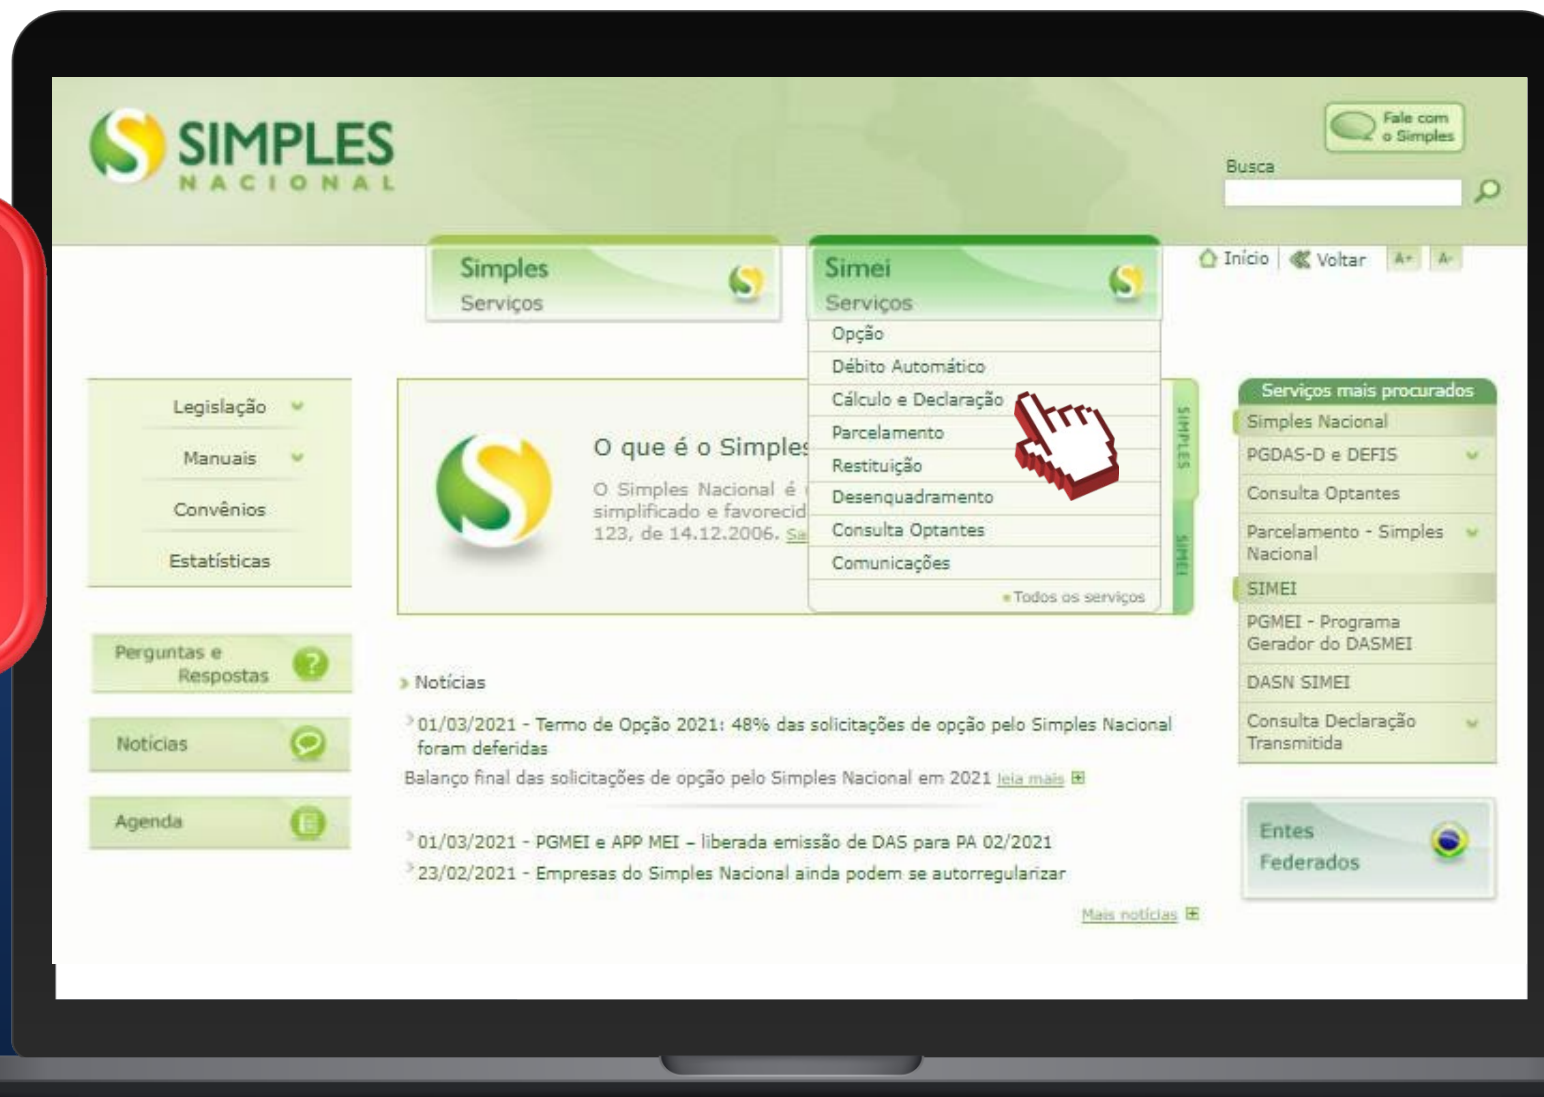 SIMPLES
NACIONAL
Fale com
o Simples
Busca
Simples
Serviços
Simei
Serviços
Início
Voltar
A+
A-
Opção
Débito Automático
Cálculo e Declaração
Parcelamento
Restituição
Desenquadramento
Consulta Optantes
Comunicações
Todos os serviços
Legislação
Manuais
Convênios
Estatísticas
O que é o Simples
O Simples Nacional é
simplificado e favorecid
123, de 14.12.2006. Sa
SIMPLES
SIMEI
Serviços mais procurados
Simples Nacional
PGDAS-D e DEFIS
Consulta Optantes
Parcelamento - Simples
Nacional
SIMEI
PGMEI - Programa
Gerador do DASMEI
DASN SIMEI
Consulta Declaração
Transmitida
Perguntas e
Respostas
Notícias
Agenda
Notícias
01/03/2021 - Termo de Opção 2021: 48% das solicitações de opção pelo Simples Nacional
foram deferidas
Balanço final das solicitações de opção pelo Simples Nacional em 2021 leia mais
01/03/2021 - PGMEI e APP MEI – liberada emissão de DAS para PA 02/2021
23/02/2021 - Empresas do Simples Nacional ainda podem se autorregularizar
Mais notícias
Entes
Federados